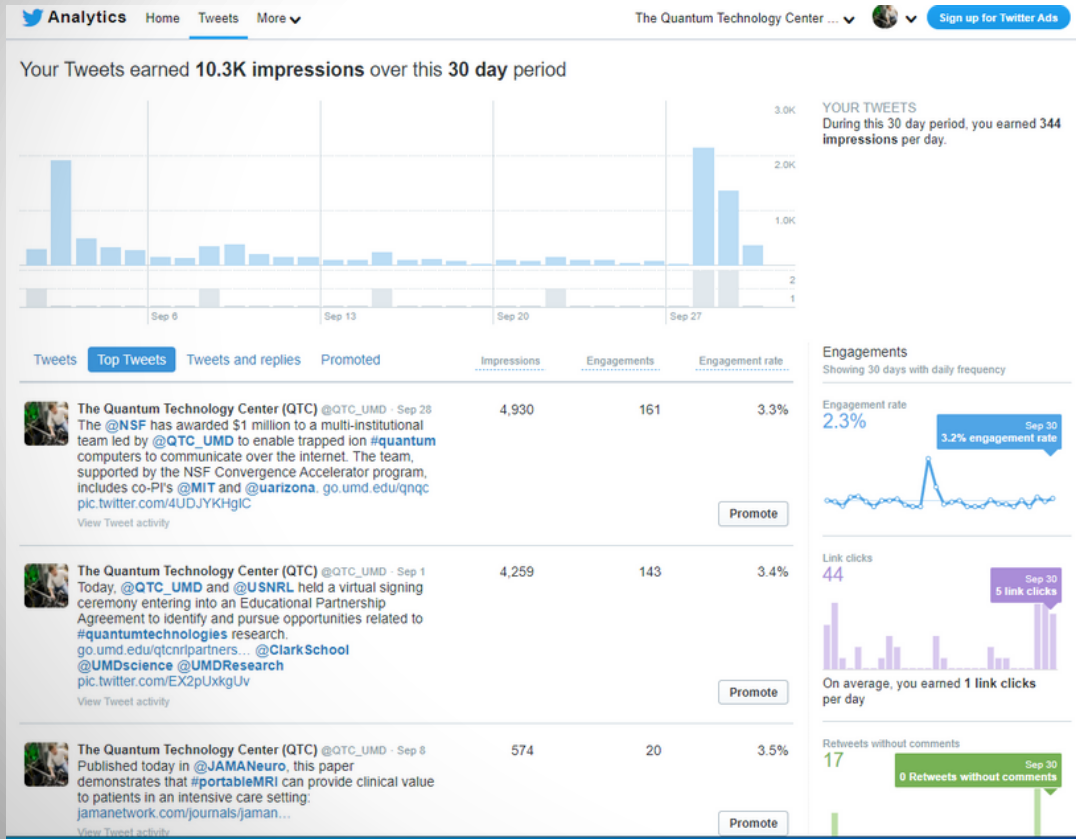 Analytics Home Tweets More The Quantum Technology Center ... Sign up for Twitter Ads
Your Tweets earned 10.3K impressions over this 30 day period
3.0K
2.0K
1.0K
2
1
Sep 6 Sep 13 Sep 20 Sep 27
YOUR TWEETS
During this 30 day period, you earned 344
impressions per day.
Tweets Top Tweets Tweets and replies Promoted Impressions Engagements Engagement rate
The Quantum Technology Center (QTC) @QTC_UMD · Sep 28 4,930 161 3.3%
The @NSF has awarded $1 million to a multi-institutional
team led by @QTC_UMD to enable trapped ion #quantum
computers to communicate over the internet. The team,
supported by the NSF Convergence Accelerator program,
includes co-PI's @MIT and @uarizona. go.umd.edu/qnqc
pic.twitter.com/4UDJYKHgIC
View Tweet activity
Promote
The Quantum Technology Center (QTC) @QTC_UMD · Sep 1 4,259 143 3.4%
Today, @QTC_UMD and @USNRL held a virtual signing
ceremony entering into an Educational Partnership
Agreement to identify and pursue opportunities related to
#quantumtechnologies research.
go.umd.edu/qtcnrlpartners... @ClarkSchool
@UMDscience @UMDResearch
pic.twitter.com/EX2pUxkgUv
View Tweet activity
Promote
The Quantum Technology Center (QTC) @QTC_UMD · Sep 8 574 20 3.5%
Published today in @JAMANeuro, this paper
demonstrates that #portableMRI can provide clinical value
to patients in an intensive care setting:
jamanetwork.com/journals/jaman...
View Tweet activity
Promote
Engagements
Showing 30 days with daily frequency
Engagement rate
2.3%
Sep 30
3.2% engagement rate
Link clicks
44
Sep 30
5 link clicks
On average, you earned 1 link clicks
per day
Retweets without comments
17
Sep 30
0 Retweets without comments